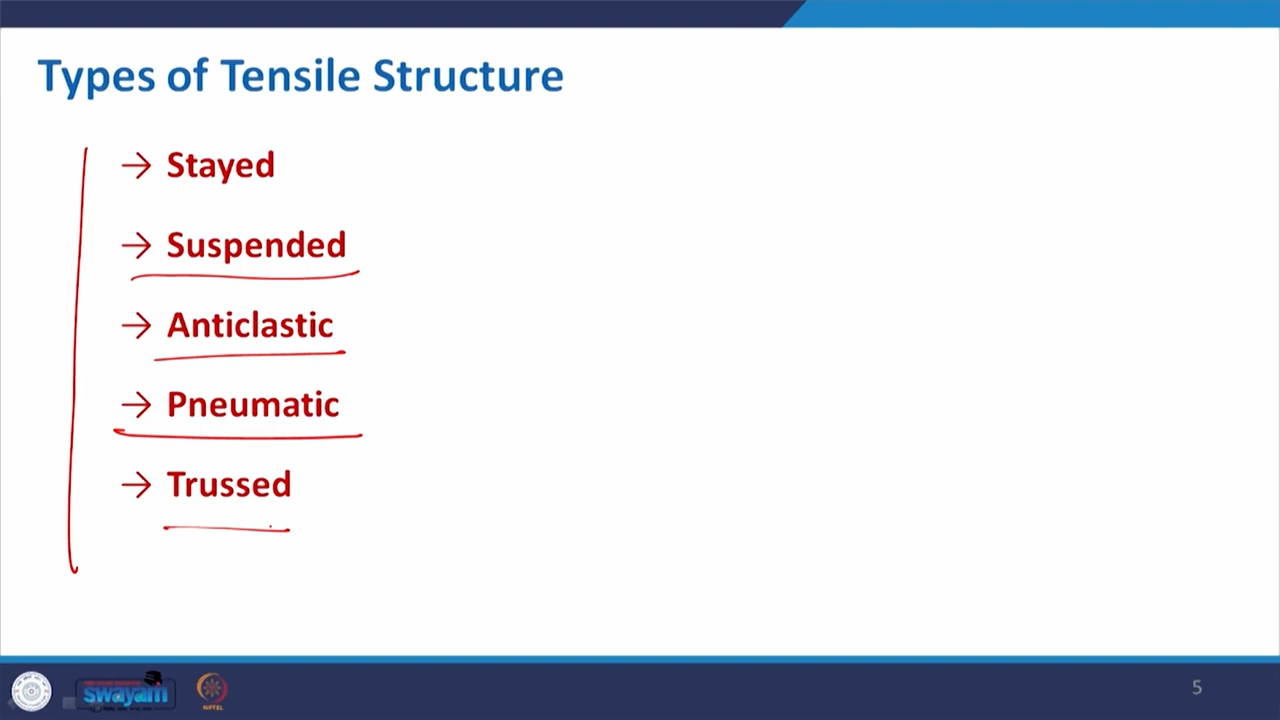 Types of Tensile Structure
→ Stayed
→ Suspended
→ Anticlastic
→ Pneumatic
→ Trussed
swayam
NPTEL
5